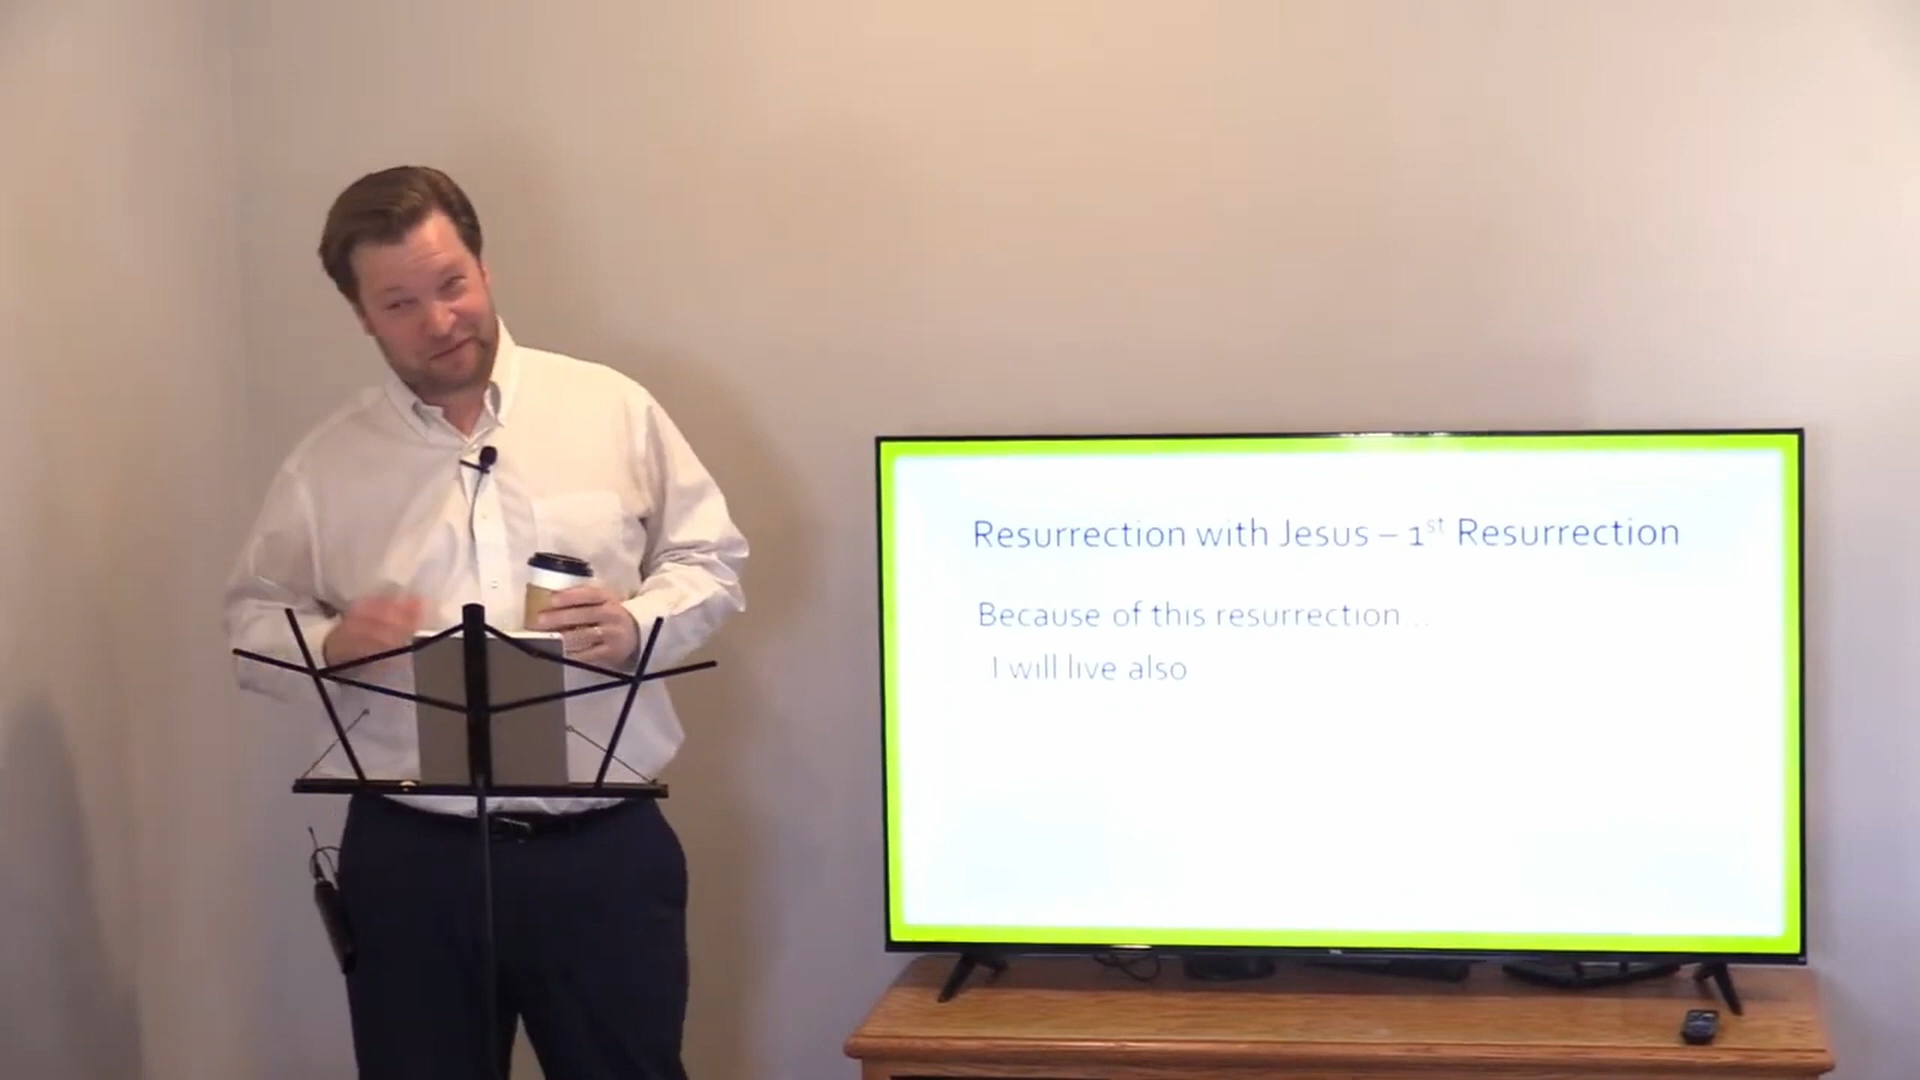 Resurrection with Jesus – 1st Resurrection
Because of this resurrection ...
I will live also